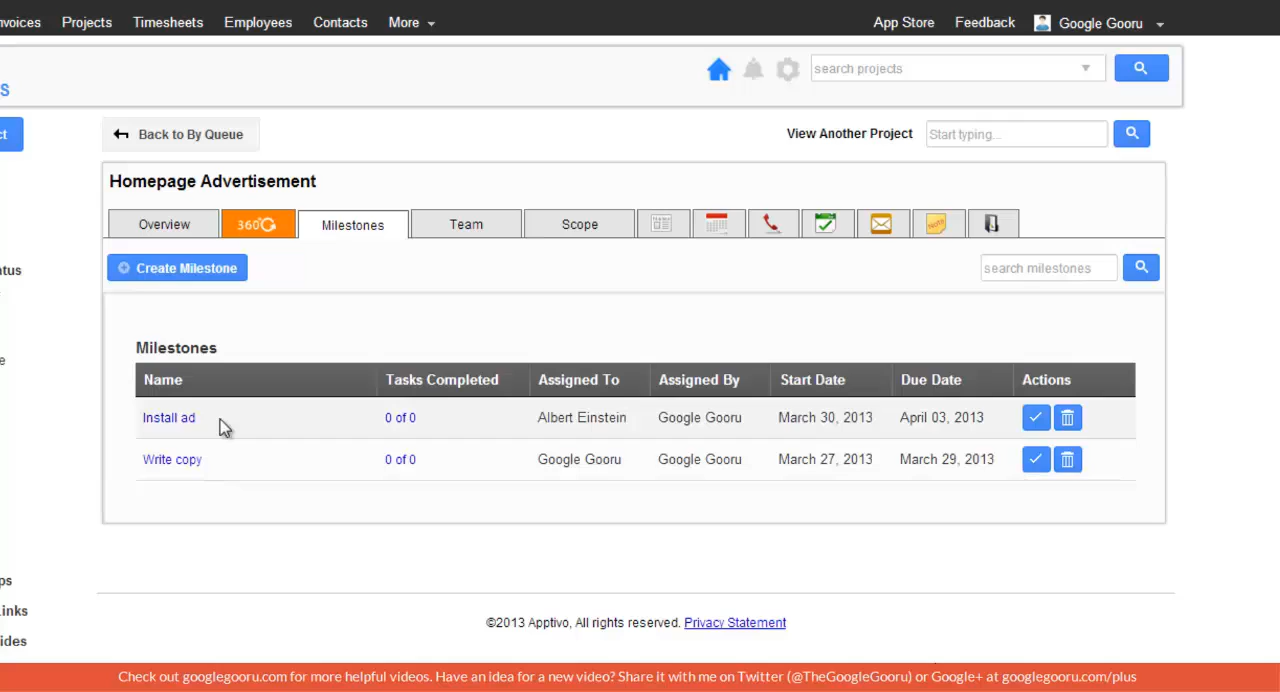 nvoices Projects Timesheets Employees Contacts More App Store Feedback Google Gooru
search projects
s
ct Back to By Queue View Another Project Start typing...
Homepage Advertisement
Overview 360 Milestones Team Scope
Create Milestone search milestones
atus
Milestones
Name Tasks Completed Assigned To Assigned By Start Date Due Date Actions
e
Install ad 0 of 0 Albert Einstein Google Gooru March 30, 2013 April 03, 2013
Write copy 0 of 0 Google Gooru Google Gooru March 27, 2013 March 29, 2013
ps
Links
ides
©2013 Apptivo, All rights reserved. Privacy Statement
Check out googlegooru.com for more helpful videos. Have an idea for a new video? Share it with me on Twitter (@TheGoogleGooru) or Google+ at googlegooru.com/plus